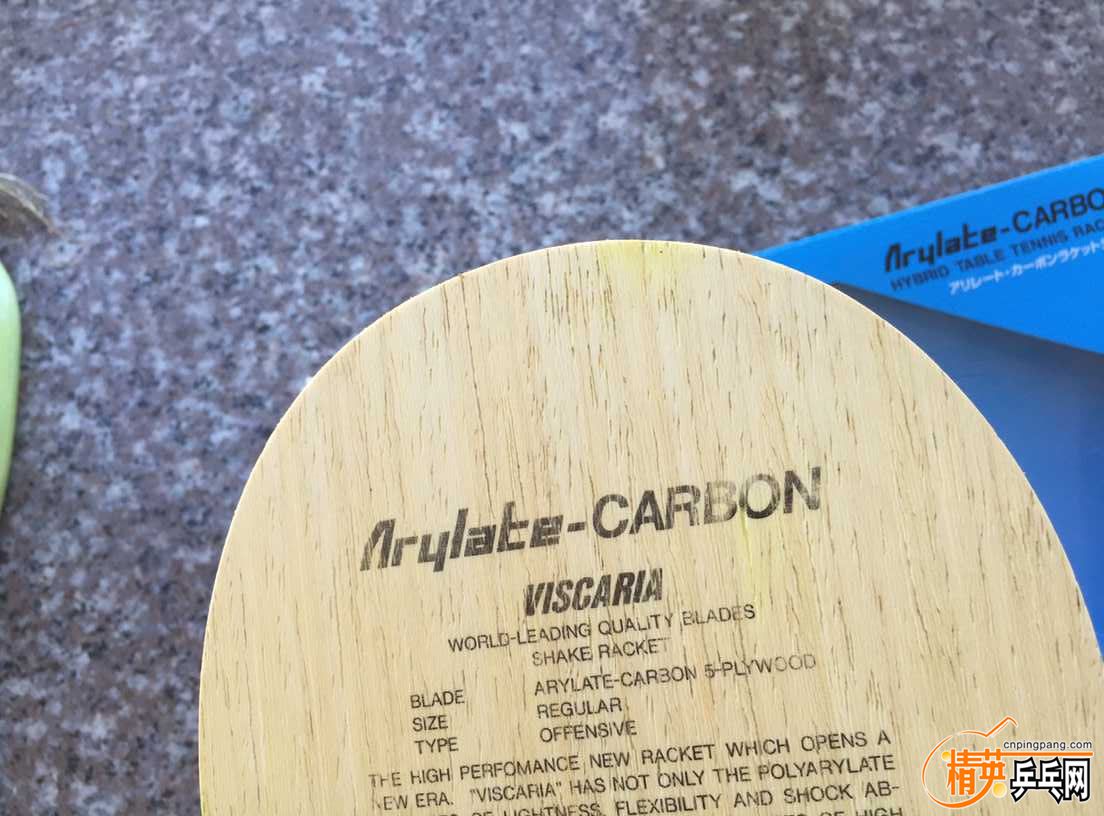 Arylate-CARBO
HYBRID TABLE TENNIS RAC
アリレート・カーボンラケット
Arylate-CARBON
VISCARIA
WORLD-LEADING QUALITY BLADES
SHAKE RACKET
BLADE ARYLATE-CARBON 5-PLYWOOD
SIZE REGULAR
TYPE OFFENSIVE
THE HIGH PERFOMANCE NEW RACKET WHICH OPENS A
NEW ERA. "VISCARIA" HAS NOT ONLY THE POLYARYLATE
OF LIGHTNESS, FLEXIBILITY AND SHOCK AB-
OF HIGH
cnpingpang.com
精英乒乓网